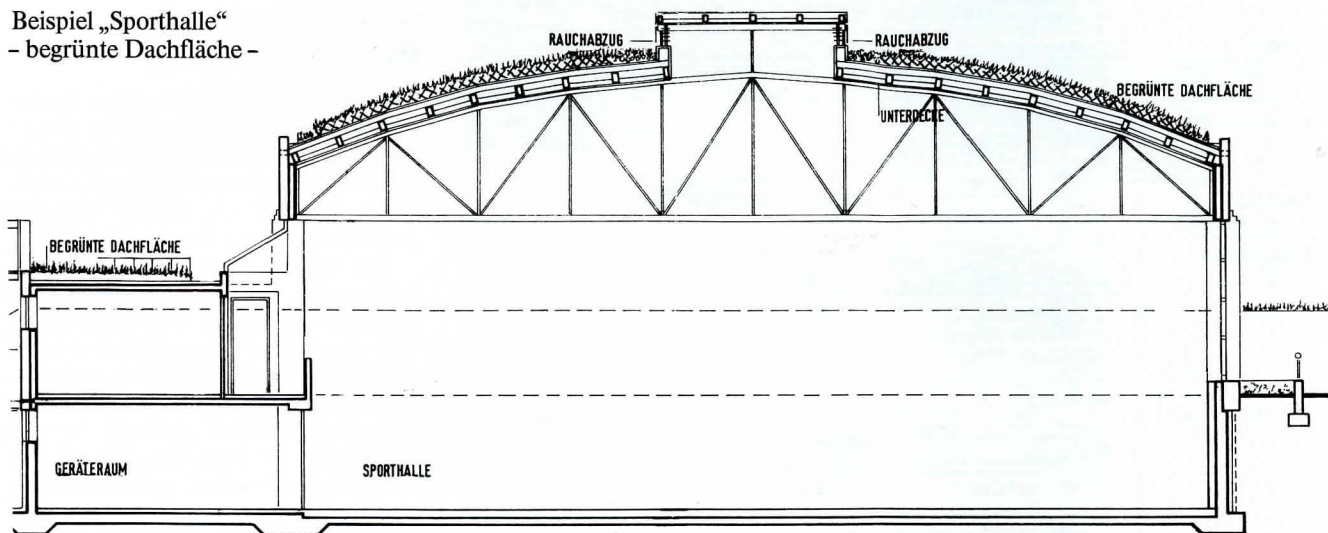 Beispiel „Sporthalle“
– begrünte Dachfläche –
RAUCHABZUG
RAUCHABZUG
BEGRÜNTE DACHFLÄCHE
UNTERDECKE
BEGRÜNTE DACHFLÄCHE
GERÄTERAUM
SPORTHALLE